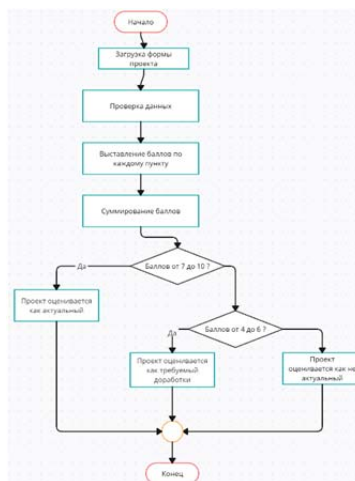 Начало
Загрузка формы
проекта
Проверка данных
Выставление баллов по
каждому пункту
Суммирование баллов
Баллов от 7 до 10 ?
Да
Проект оценивается
как актуальный
Баллов от 4 до 6 ?
Да
Проект оценивается
как требуемый
доработки
Проект
оценивается как не
актуальный
Конец